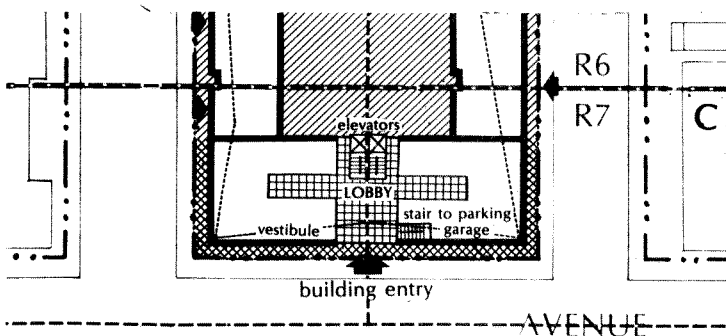 R6
R7
C
elevators
LOBBY
stair to parking
vestibule
garage
building entry
AVENUE